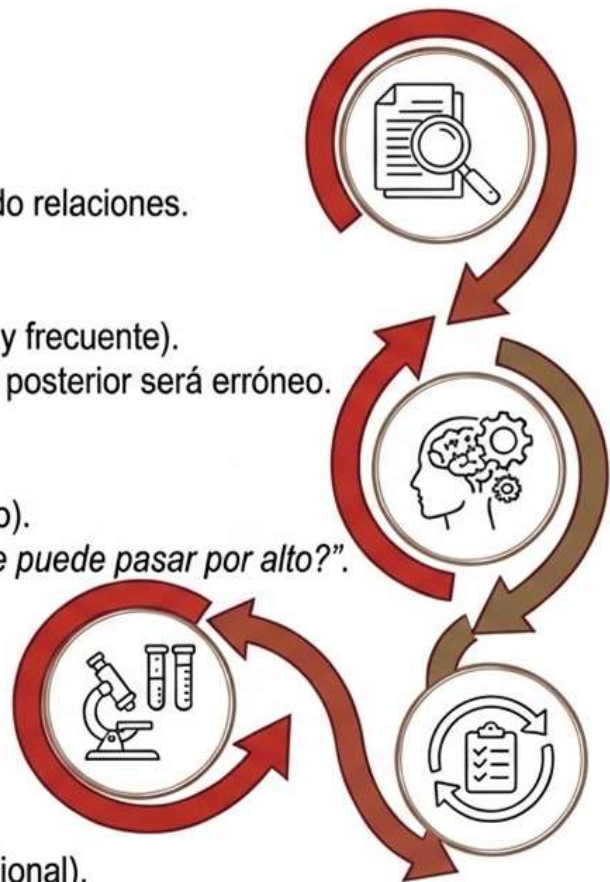 do relaciones.
y frecuente).
posterior será erróneo.
o).
e puede pasar por alto?”.
ional).